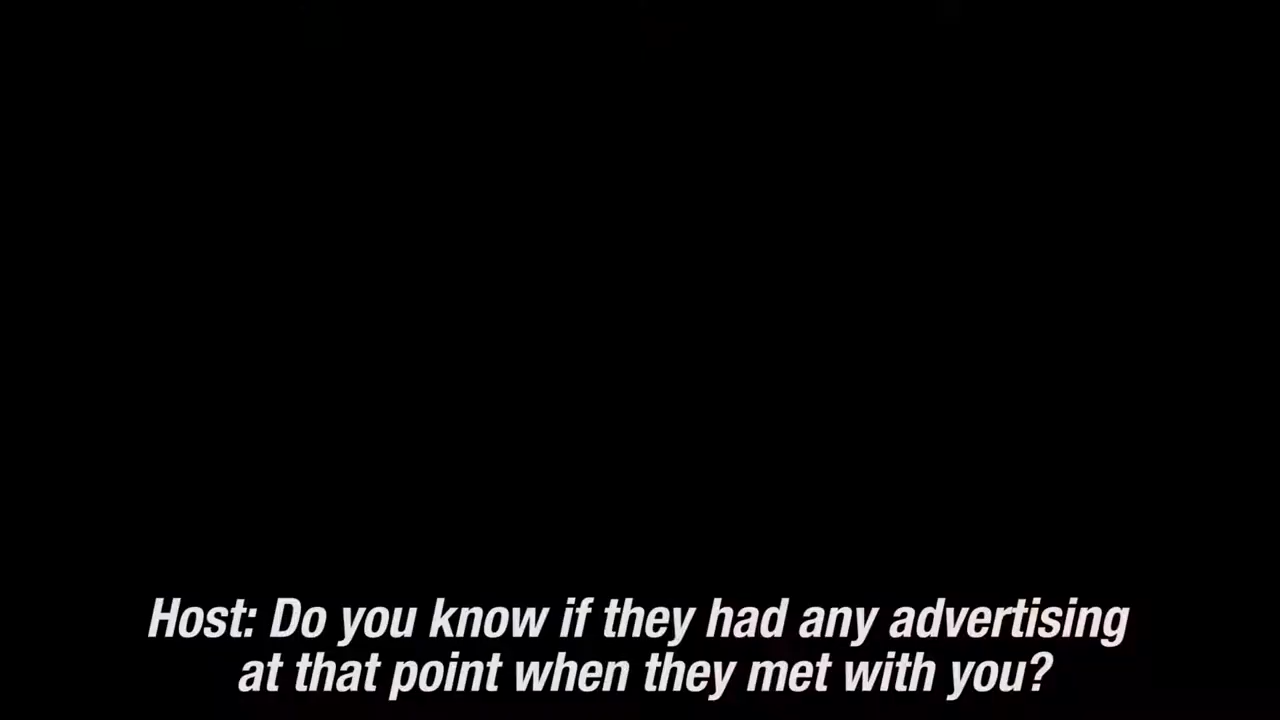 Host: Do you know if they had any advertising
at that point when they met with you?